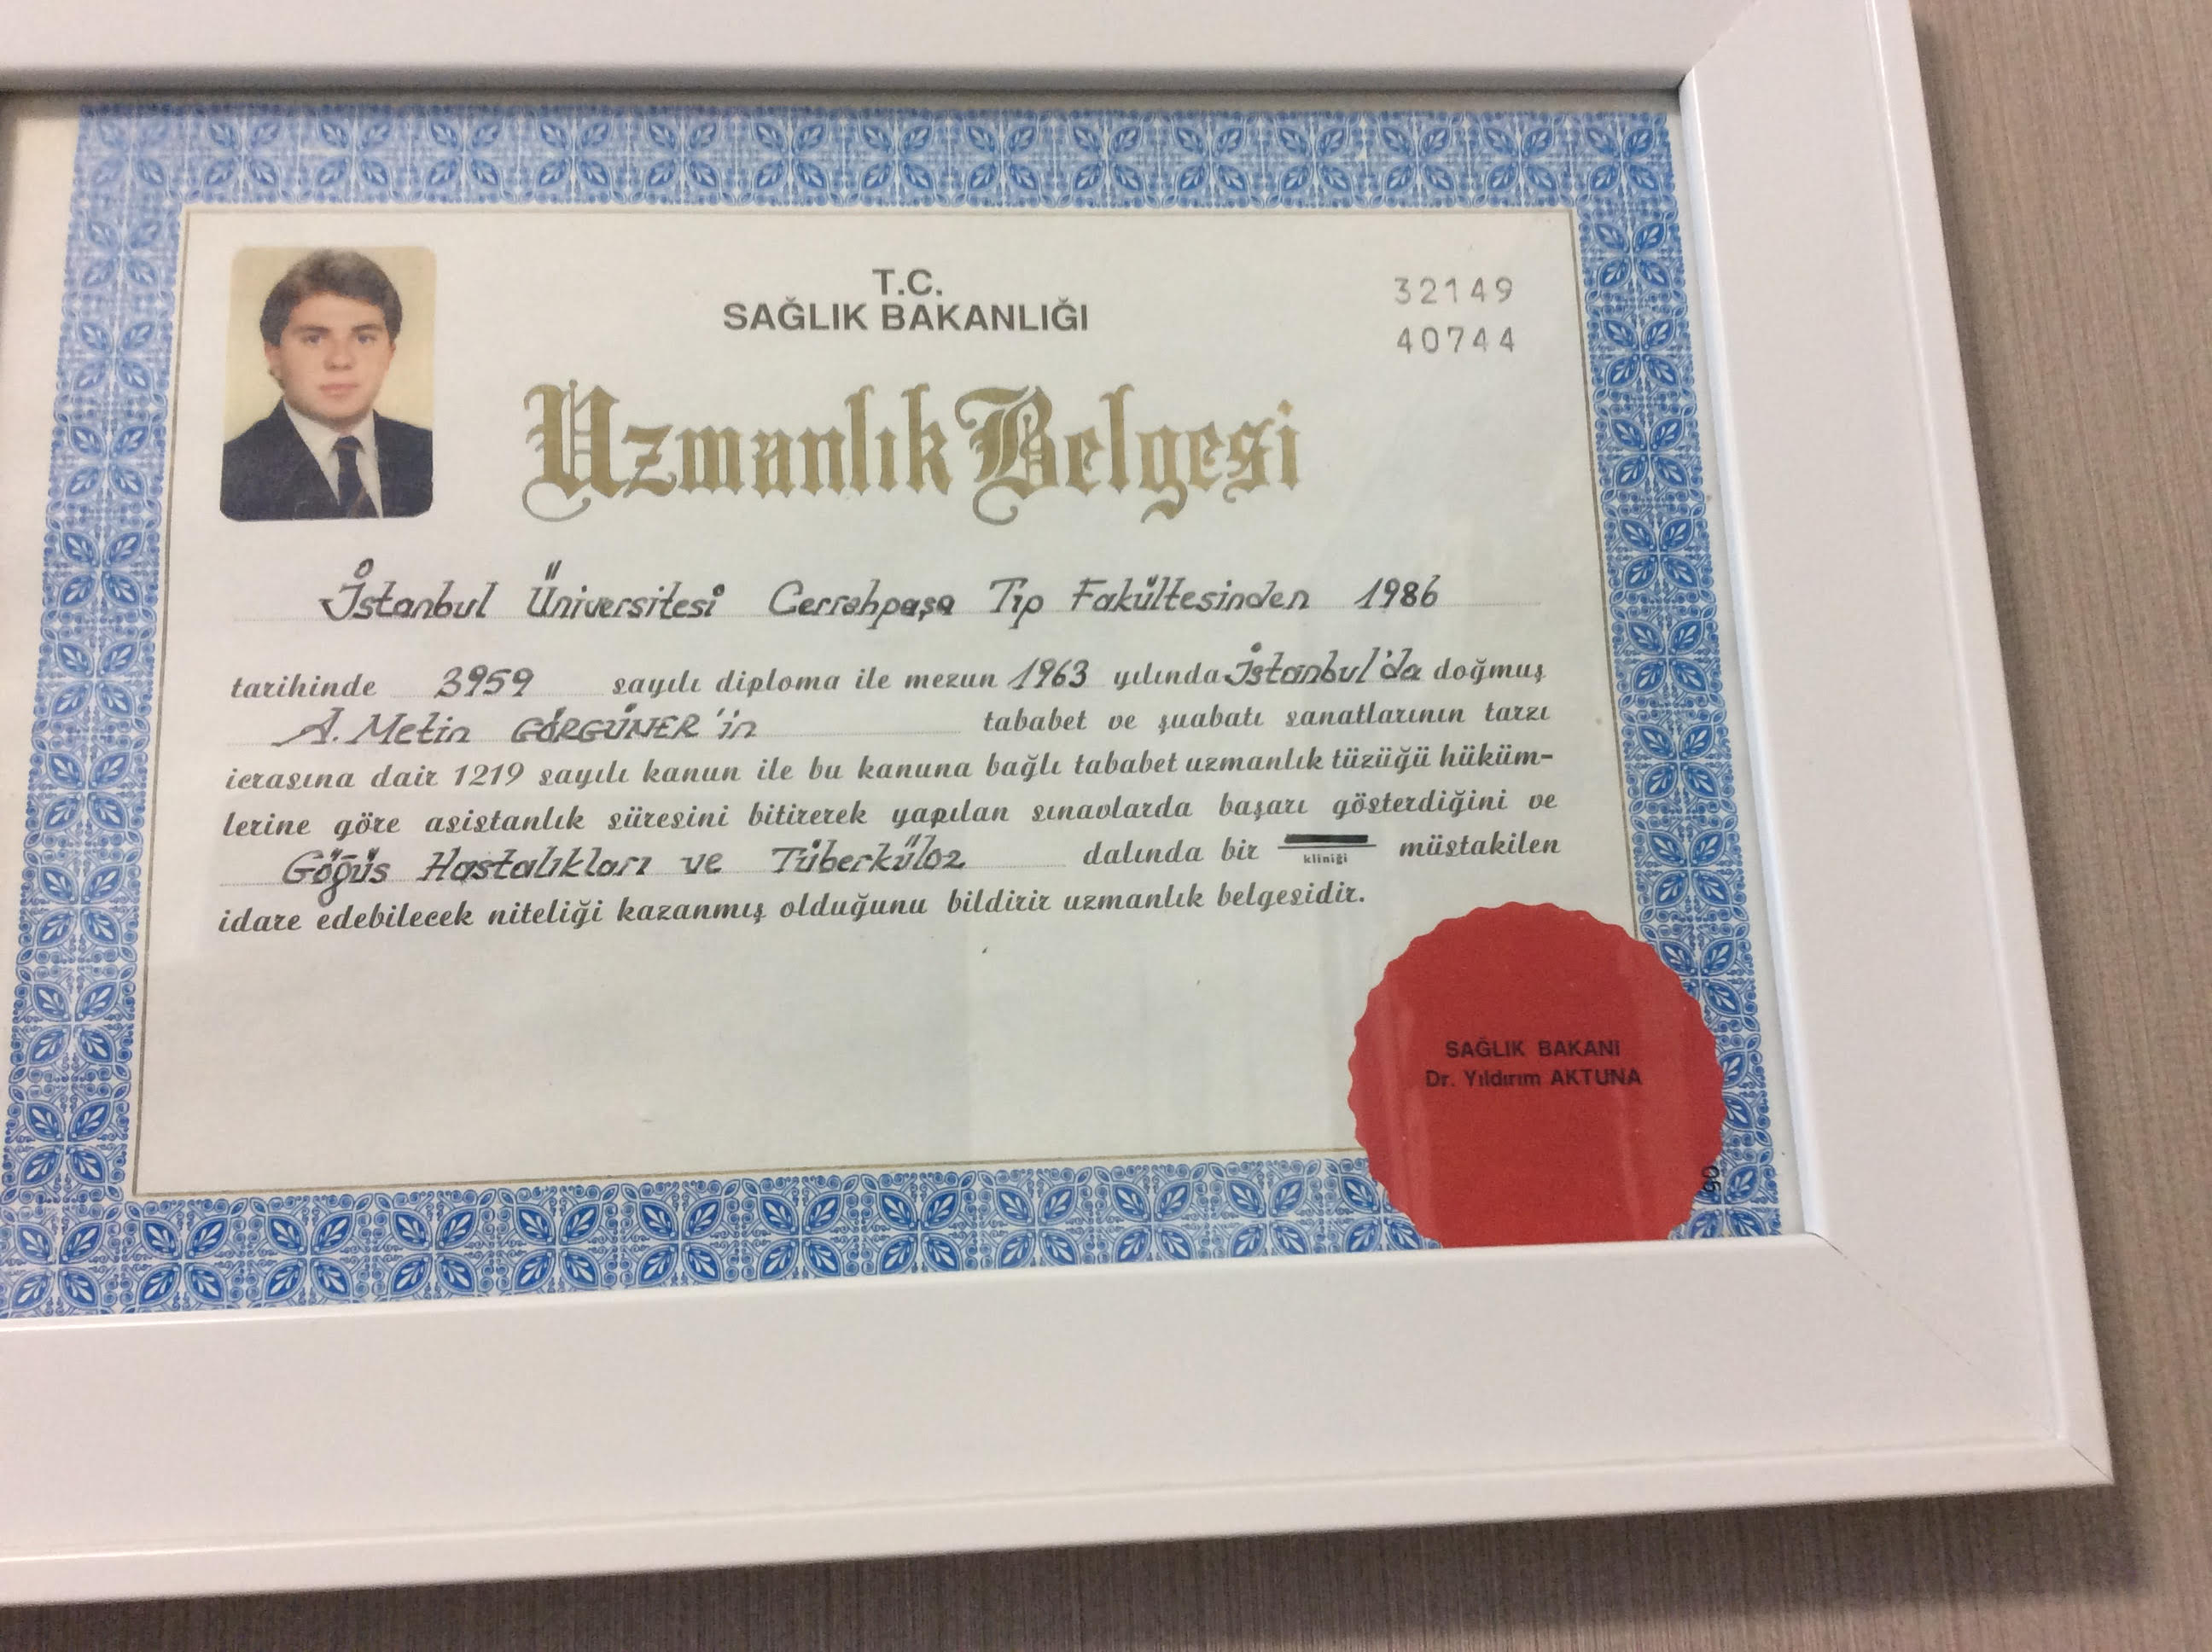 T.C.
SAĞLIK BAKANLIĞI
32149
40744
Uzmanlık Belgesi
İstanbul Üniversitesi Cerrahpaşa Tıp Fakültesinden 1986
tarihinde 3959 sayılı diploma ile mezun 1963 yılında İstanbul'da doğmuş
A. Metin GÖRGÜNER'in tababet ve şuabatı sanatlarının tarzı
icrasına dair 1219 sayılı kanun ile bu kanuna bağlı tababet uzmanlık tüzüğü hüküm-
lerine göre asistanlık süresini bitirerek yapılan sınavlarda başarı gösterdiğini ve
Göğüs Hastalıkları ve Tüberküloz dalında bir kliniği müstakilen
idare edebilecek niteliği kazanmış olduğunu bildirir uzmanlık belgesidir.
SAĞLIK BAKANI
Dr. Yıldırım AKTUNA